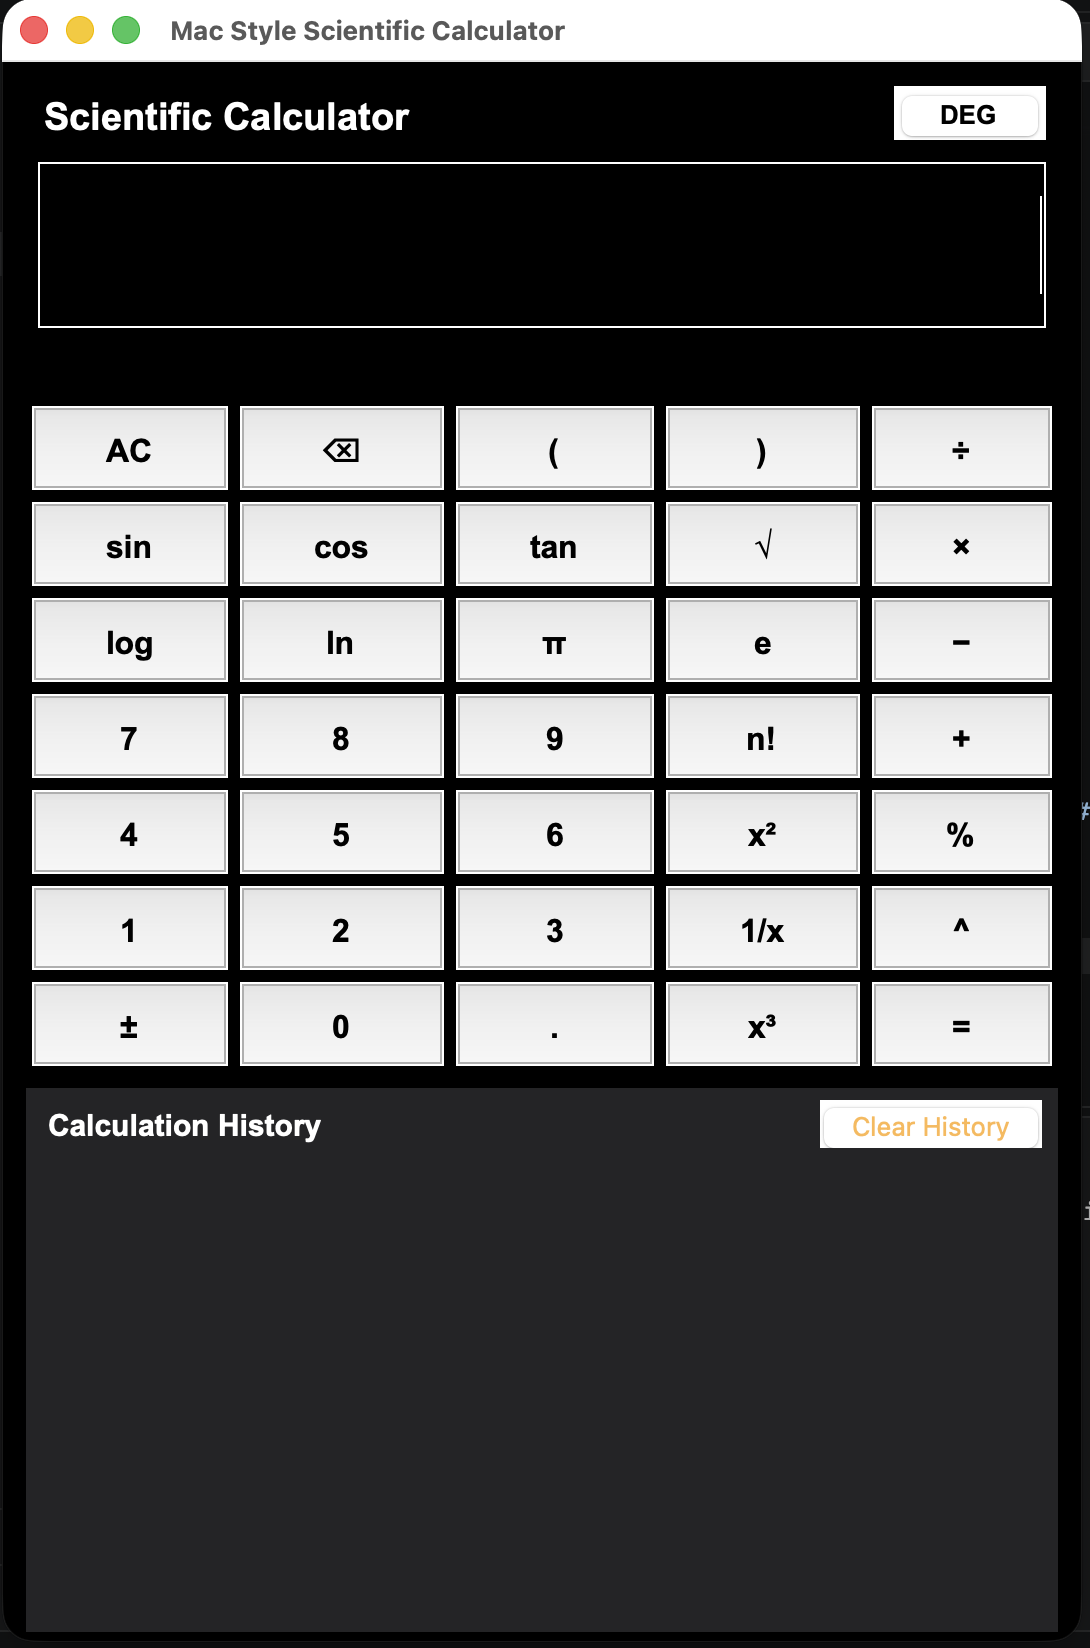 Mac Style Scientific Calculator
Scientific Calculator DEG
AC ⌫ ( ) ÷
sin cos tan √ ×
log ln π e −
7 8 9 n! +
4 5 6 x² %
1 2 3 1/x ^
± 0 . x³ =
Calculation History Clear History
#